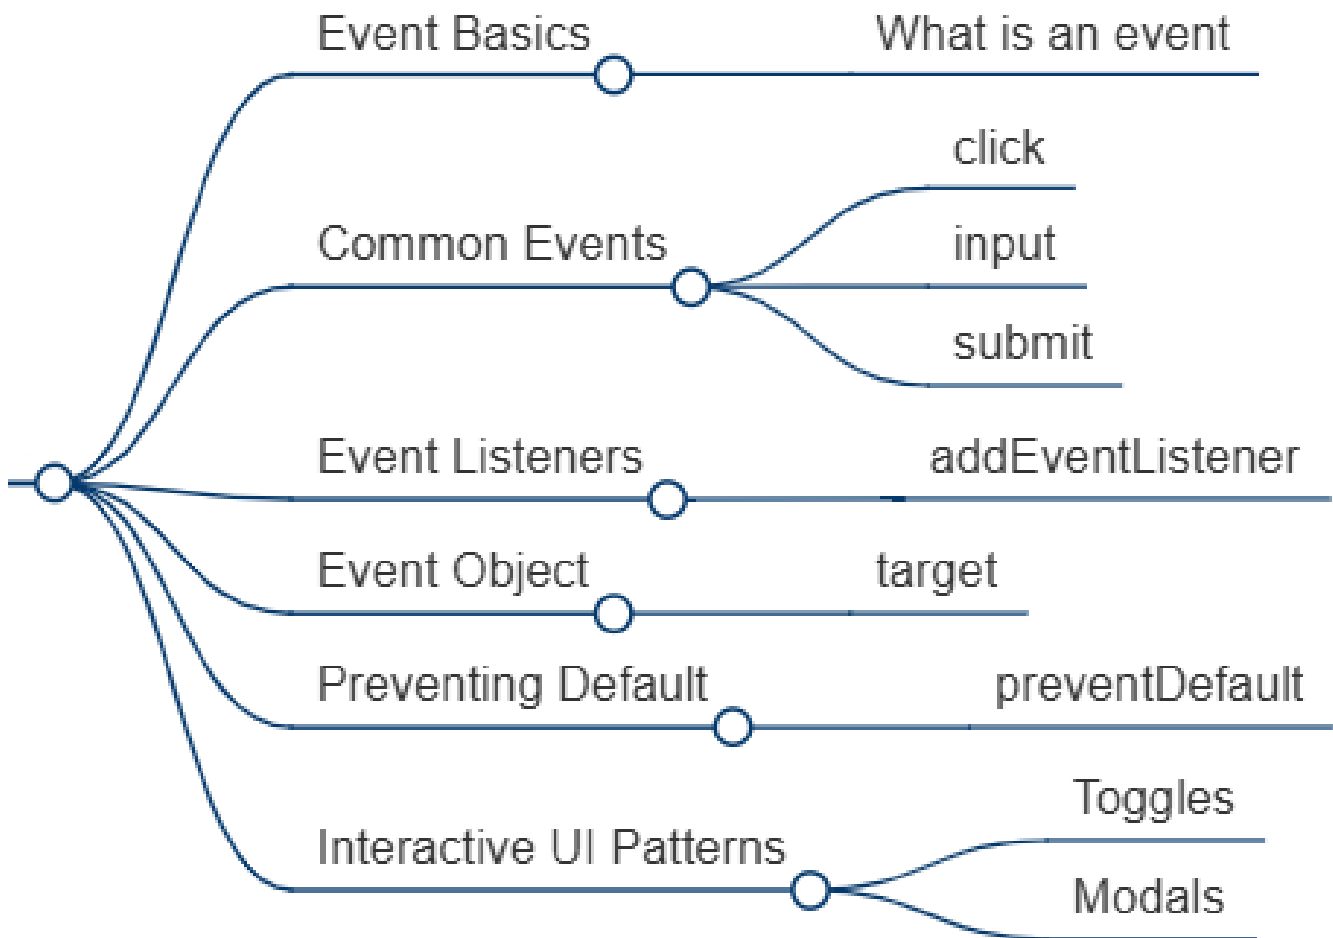 Event Basics
What is an event
Common Events
click
input
submit
Event Listeners
addEventListener
Event Object
target
Preventing Default
preventDefault
Interactive UI Patterns
Toggles
Modals